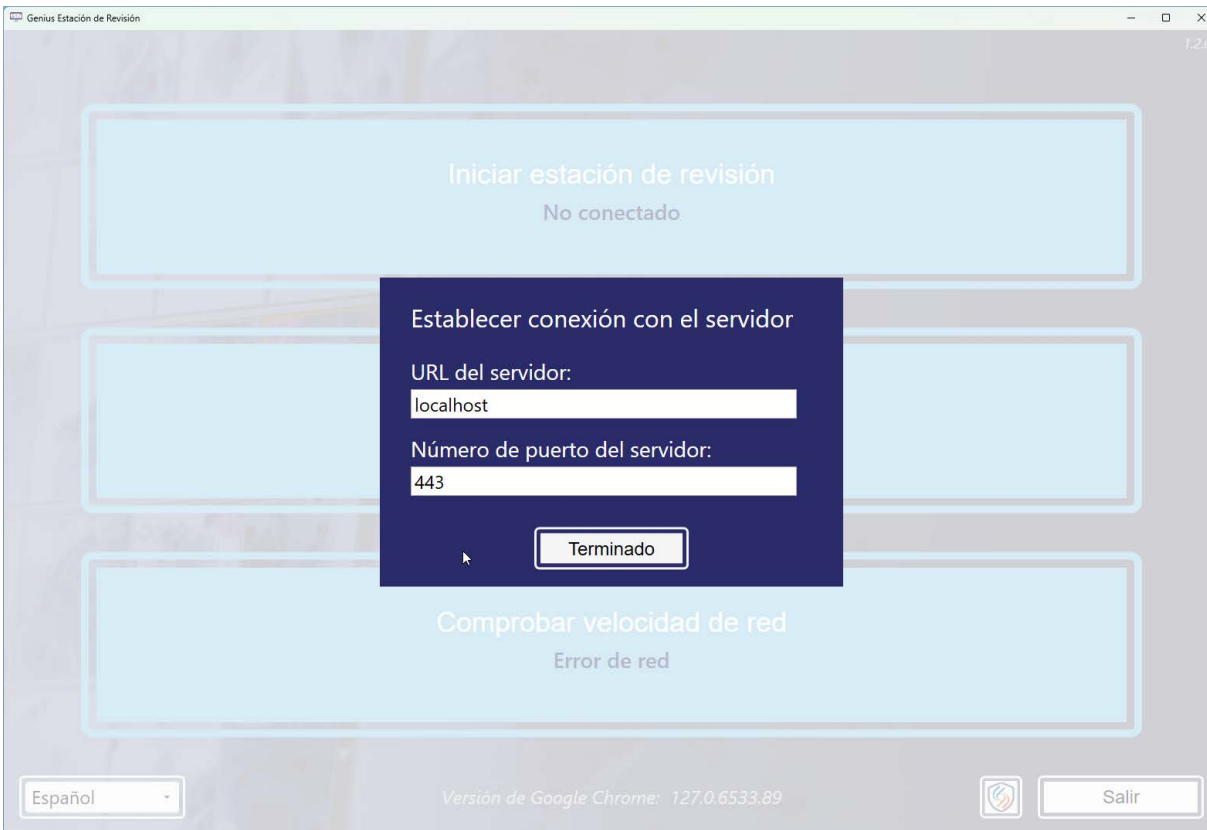 Genius Estación de Revisión
Iniciar estación de revisión
No conectado
Establecer conexión con el servidor
URL del servidor:
localhost
Número de puerto del servidor:
443
Terminado
Comprobar velocidad de red
Error de red
Español
Versión de Google Chrome: 127.0.6533.89
Salir